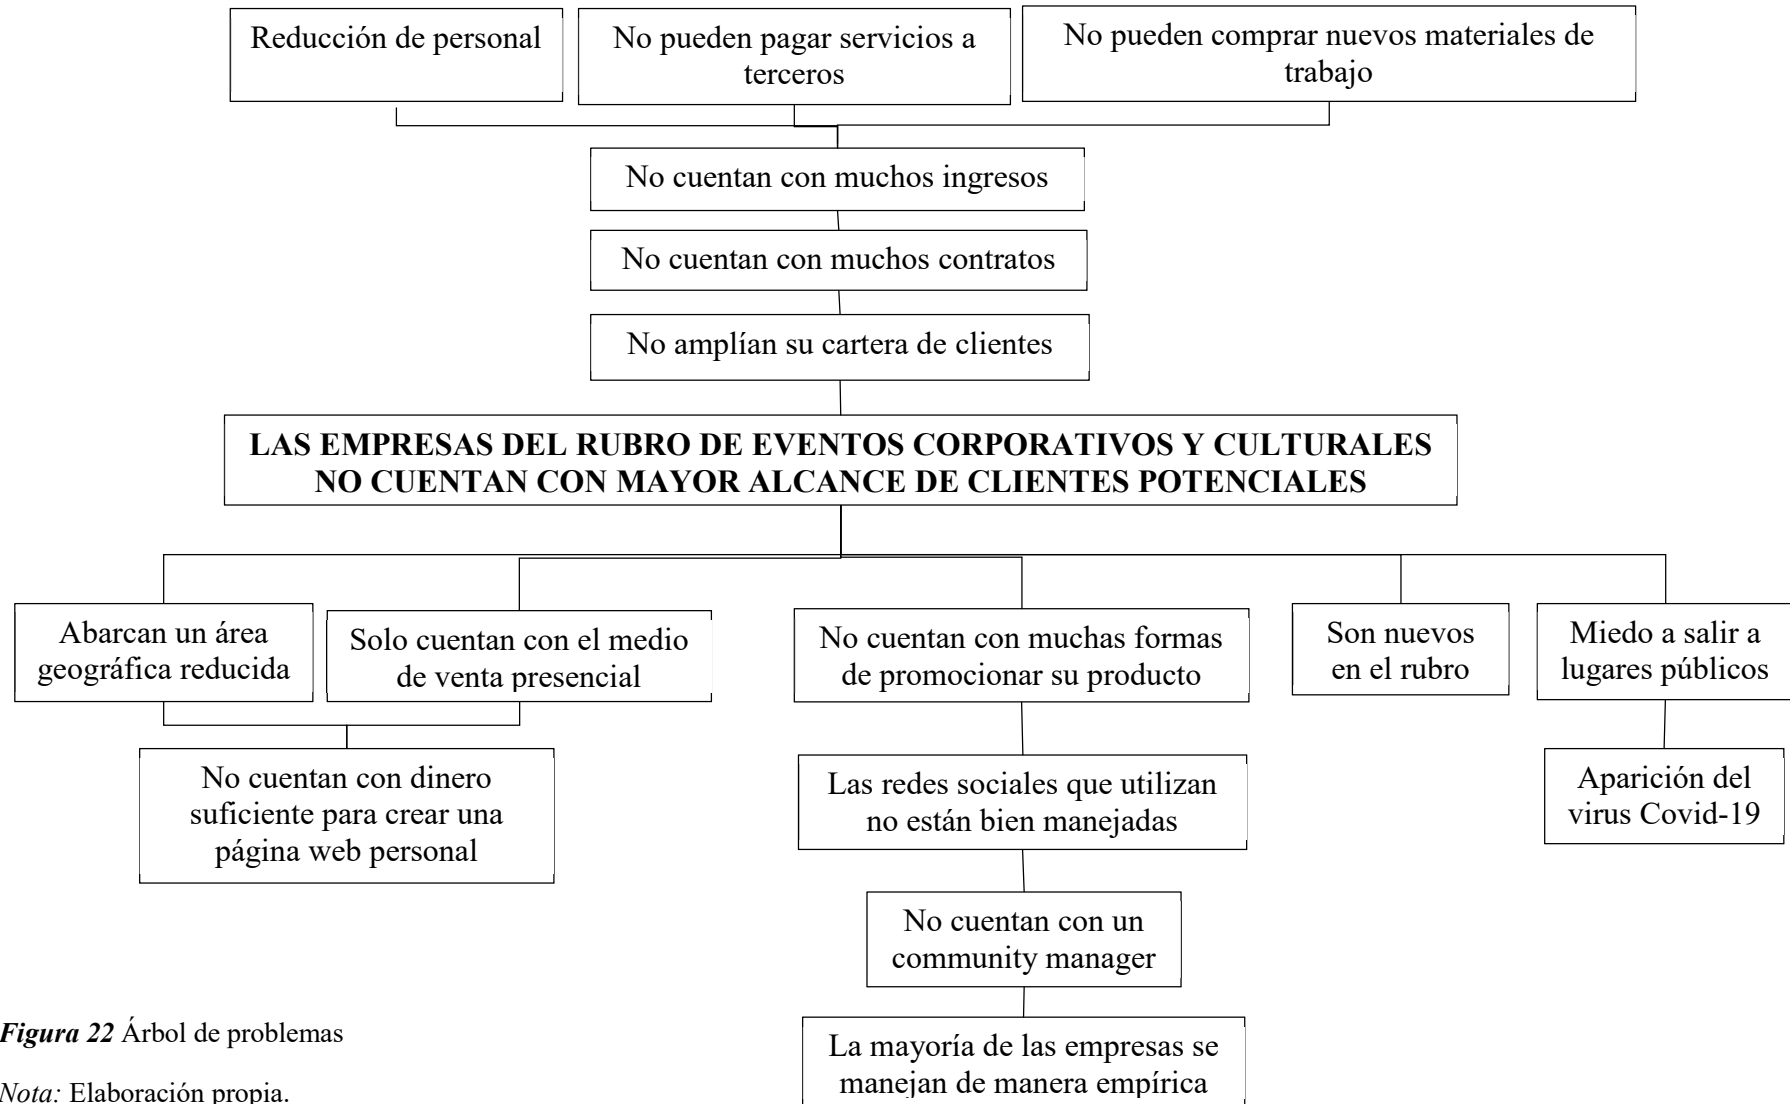 Reducción de personal
No pueden pagar servicios a
terceros
No pueden comprar nuevos materiales de
trabajo
No cuentan con muchos ingresos
No cuentan con muchos contratos
No amplían su cartera de clientes
LAS EMPRESAS DEL RUBRO DE EVENTOS CORPORATIVOS Y CULTURALES
NO CUENTAN CON MAYOR ALCANCE DE CLIENTES POTENCIALES
Abarcan un área
geográfica reducida
Solo cuentan con el medio
de venta presencial
No cuentan con muchas formas
de promocionar su producto
Son nuevos
en el rubro
Miedo a salir a
lugares públicos
No cuentan con dinero
suficiente para crear una
página web personal
Las redes sociales que utilizan
no están bien manejadas
Aparición del
virus Covid-19
No cuentan con un
community manager
La mayoría de las empresas se
manejan de manera empírica
Figura 22 Árbol de problemas
Nota: Elaboración propia.